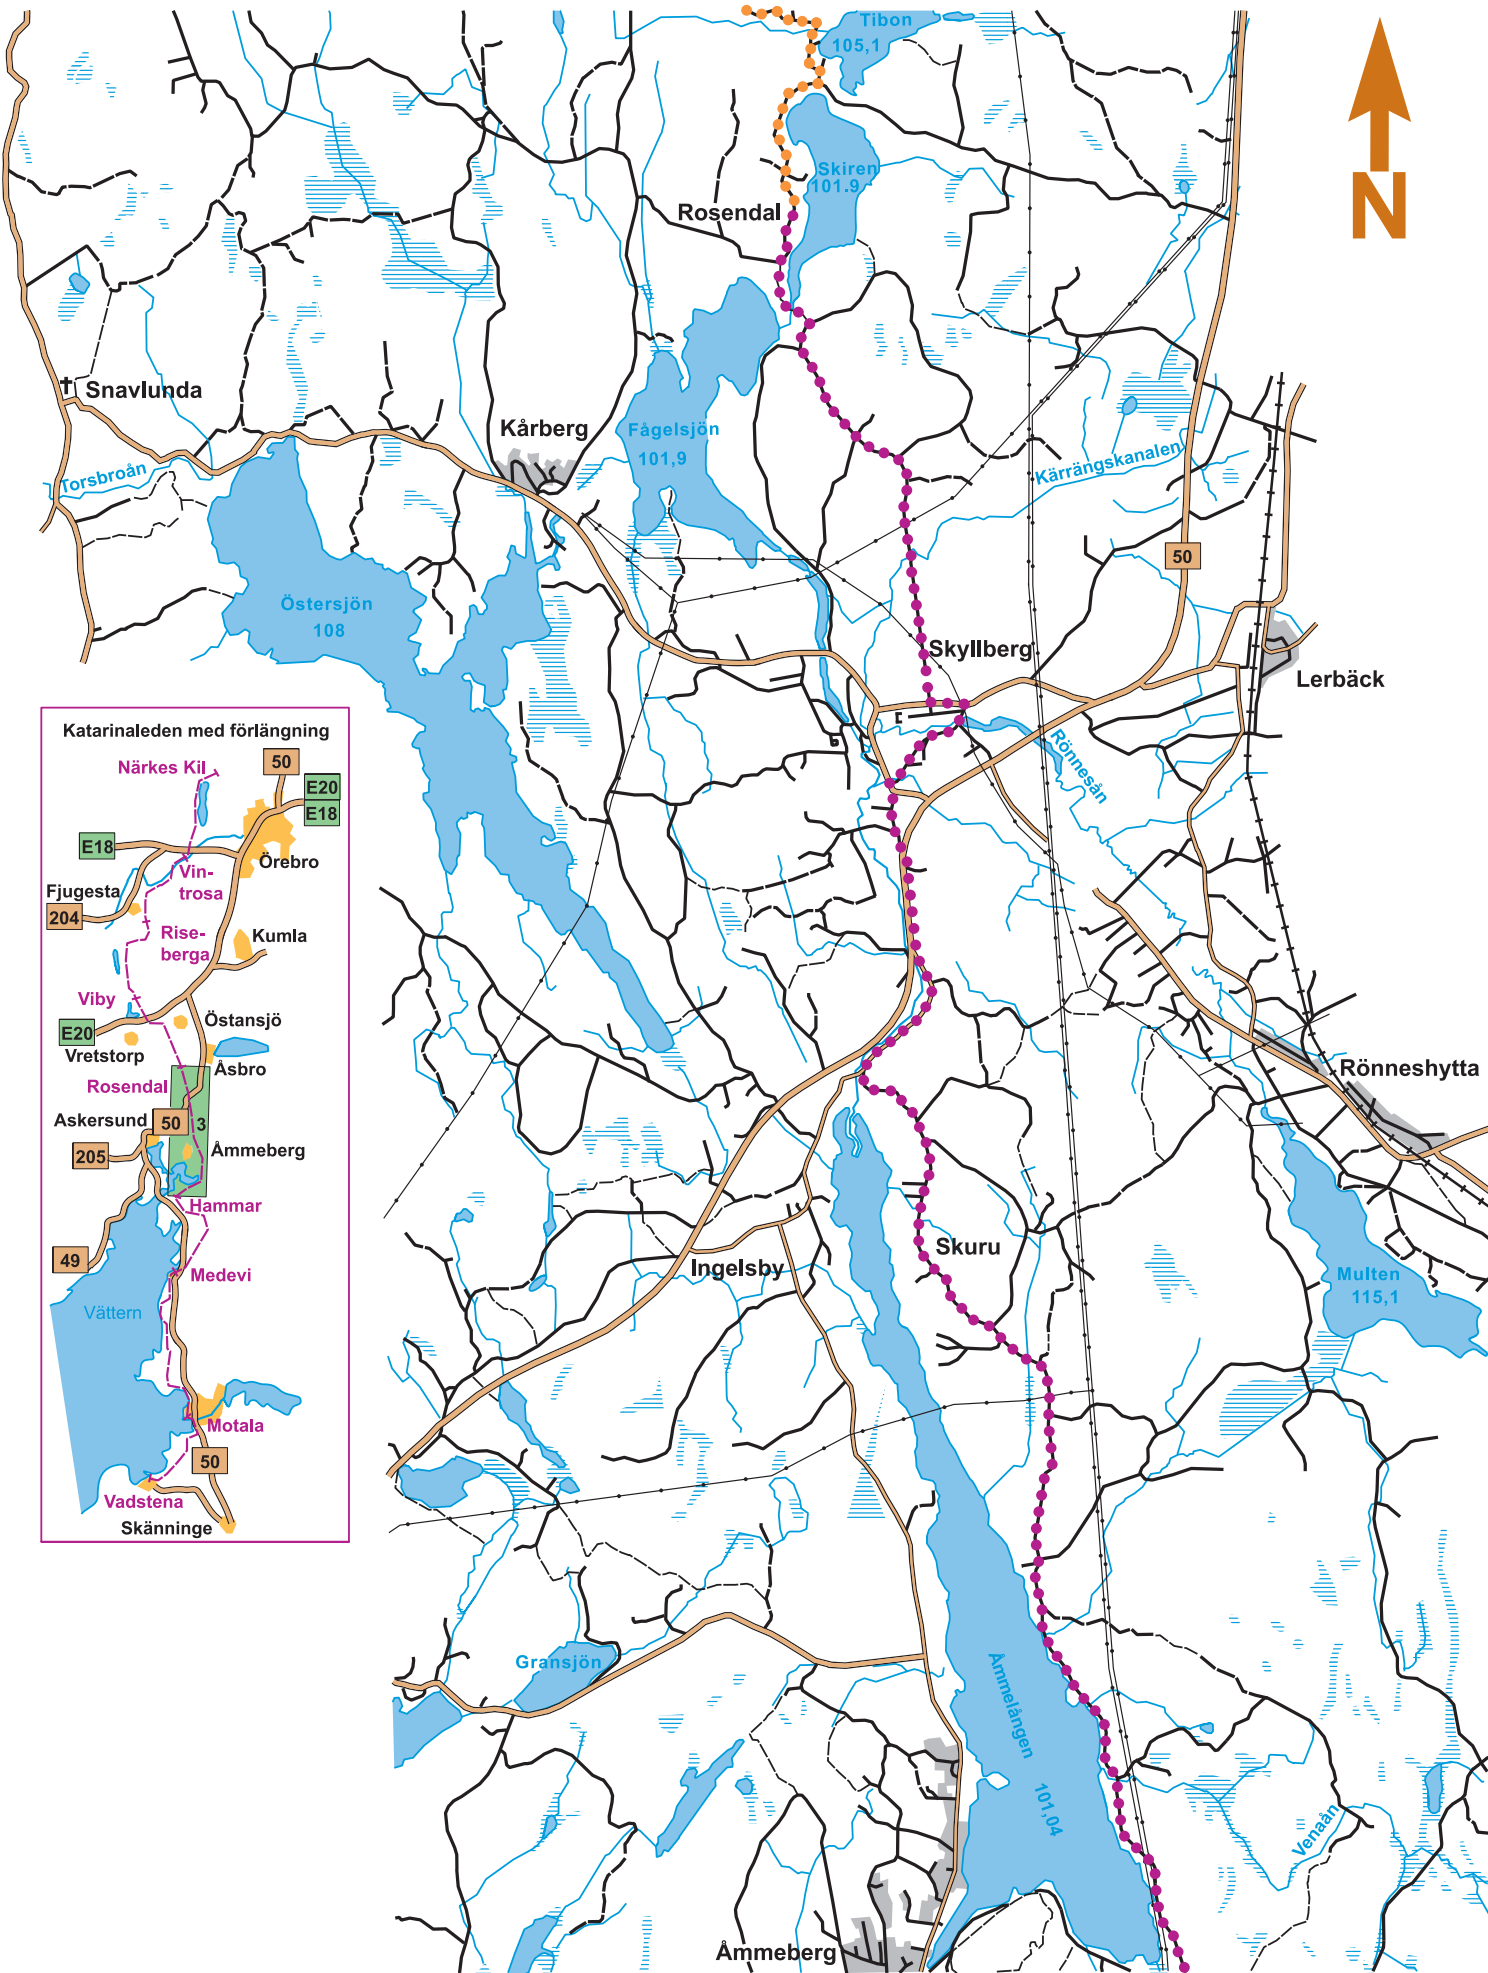 Tibon
105,1
N
Skiren
101.9
Rosendal
Snavlunda
Kårberg
Fågelsjön
101,9
Torsbroån
Kärrängskanalen
50
Östersjön
108
Skyllberg
Lerbäck
Rönnesån
Katarinaleden med förlängning
Närkes Kil
50
E20
E18
E18
Örebro
Vin-
trosa
Fjugesta
204
Rise-
berga
Kumla
Viby
E20
Östansjö
Vretstorp
Åsbro
Rosendal
Askersund
50
3
205
Åmmeberg
Hammar
49
Medevi
Vättern
Motala
50
Vadstena
Skänninge
Rönneshytta
Skuru
Ingelsby
Multen
115,1
Gransjön
Åmmelången
101,04
Venaån
Åmmeberg